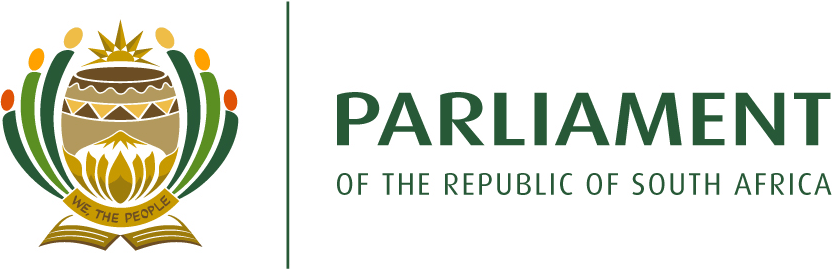 WE, THE PEOPLE
PARLIAMENT
OF THE REPUBLIC OF SOUTH AFRICA